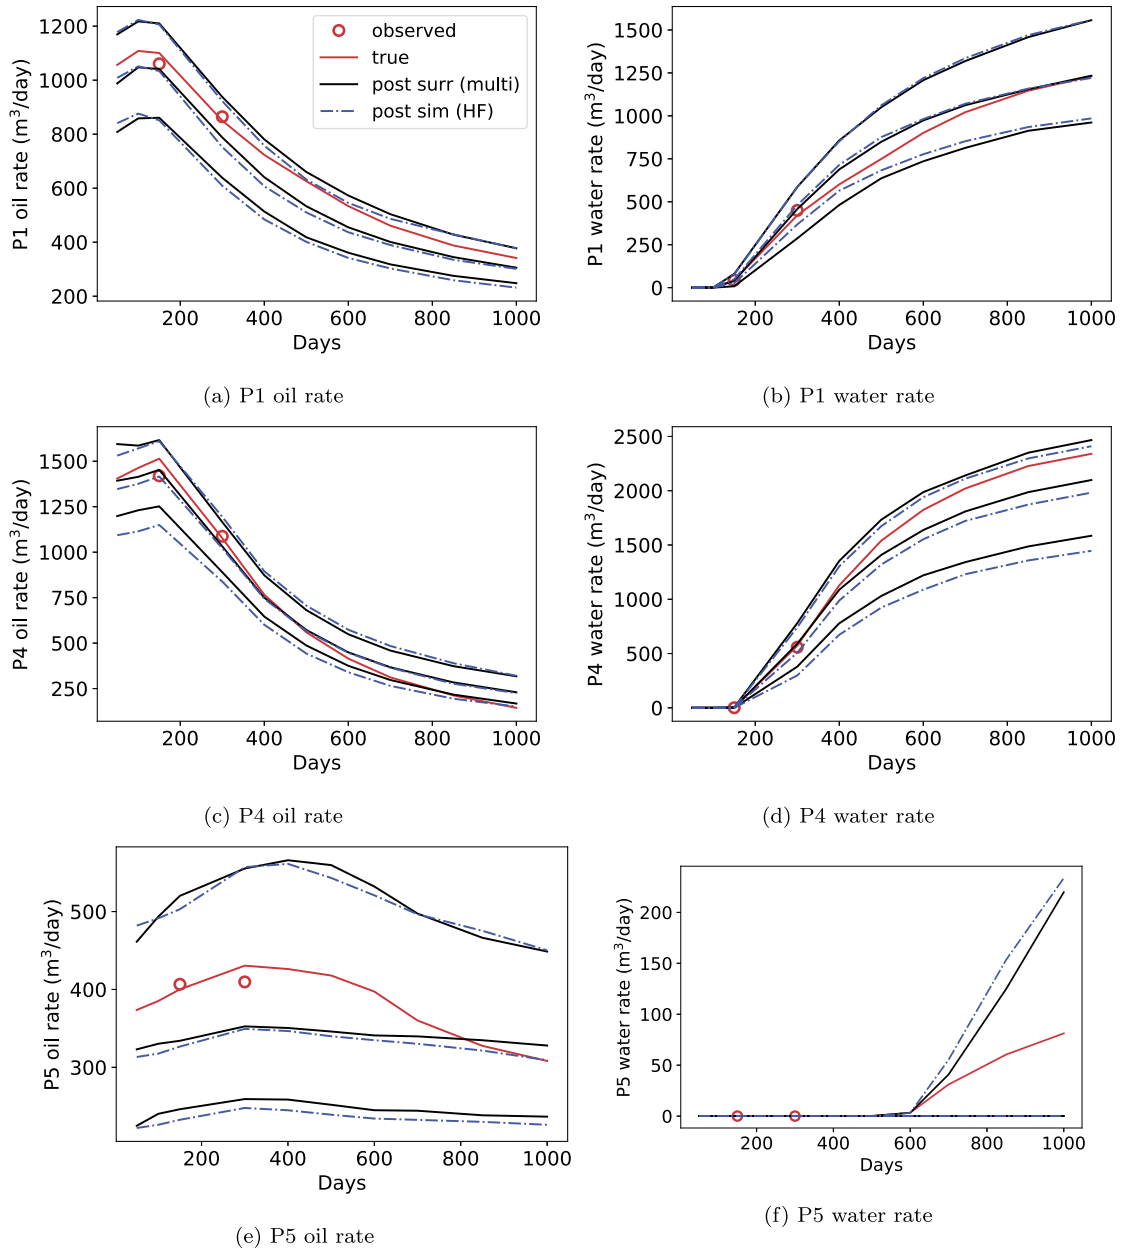 P1 oil rate (m³/day)
1200
1000
800
600
400
200
observed
true
post surr (multi)
post sim (HF)
200 400 600 800 1000
Days
(a) P1 oil rate
P1 water rate (m³/day)
1500
1250
1000
750
500
250
0
200 400 600 800 1000
Days
(b) P1 water rate
P4 oil rate (m³/day)
1500
1250
1000
750
500
250
200 400 600 800 1000
Days
(c) P4 oil rate
P4 water rate (m³/day)
2500
2000
1500
1000
500
0
200 400 600 800 1000
Days
(d) P4 water rate
P5 oil rate (m³/day)
500
400
300
200 400 600 800 1000
Days
(e) P5 oil rate
P5 water rate (m³/day)
200
150
100
50
0
200 400 600 800 1000
Days
(f) P5 water rate